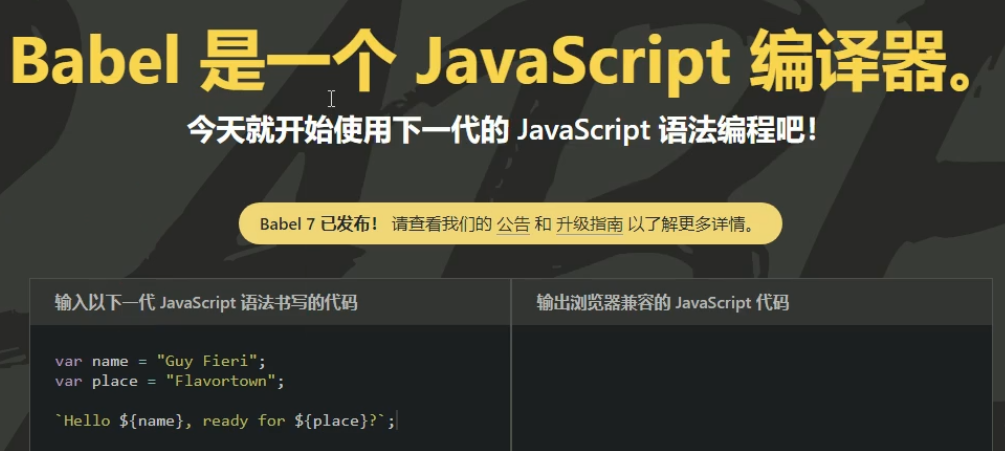 Babel 是一个 JavaScript 编译器。
今天就开始使用下一代的 JavaScript 语法编程吧！
Babel 7 已发布！ 请查看我们的 公告 和 升级指南 以了解更多详情。
输入以下一代 JavaScript 语法书写的代码
输出浏览器兼容的 JavaScript 代码
var name = "Guy Fieri";
var place = "Flavortown";
`Hello ${name}, ready for ${place}?`;